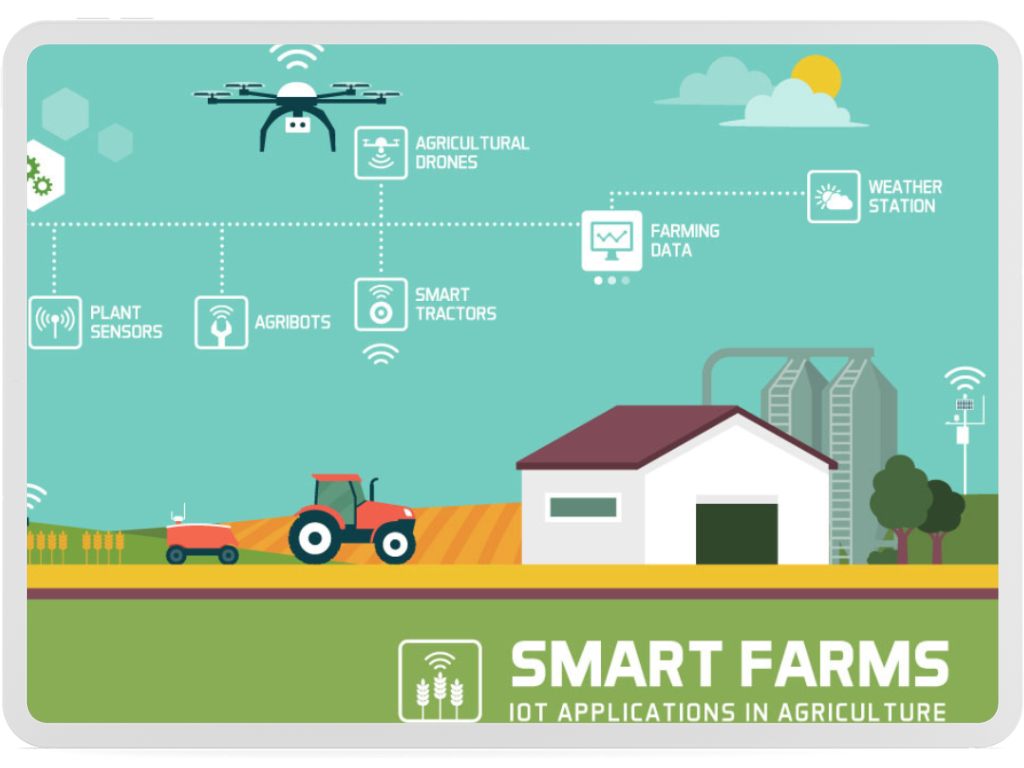 AGRICULTURAL
DRONES
WEATHER
STATION
FARMING
DATA
PLANT
SENSORS
AGRIBOTS
SMART
TRACTORS
SMART FARMS
IOT APPLICATIONS IN AGRICULTURE